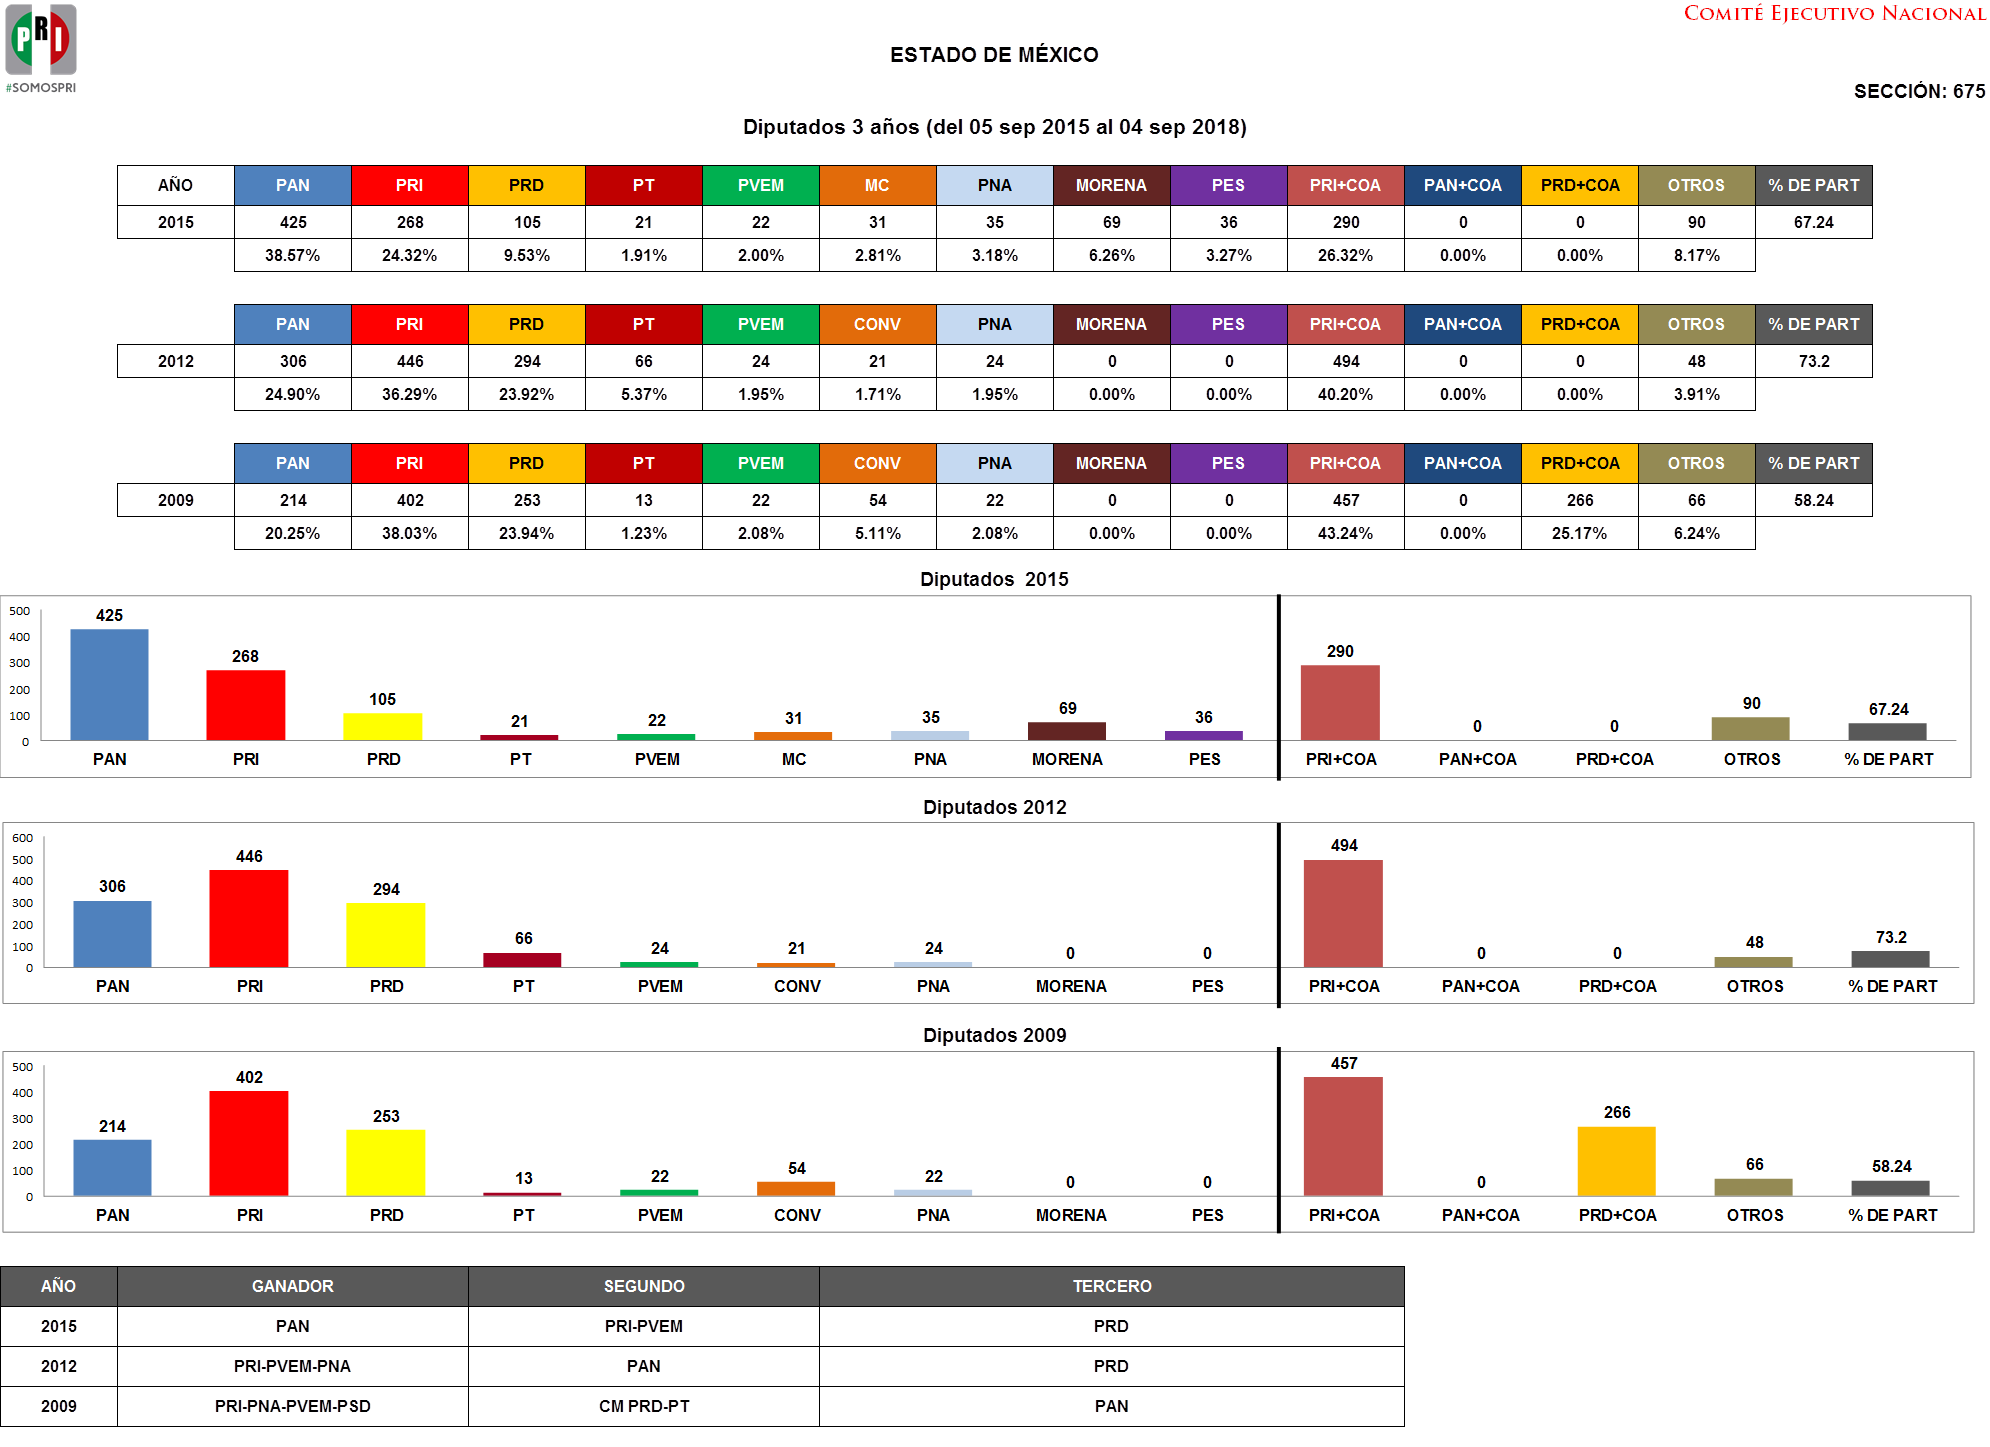 PRI
#SOMOSPRI
COMITÉ EJECUTIVO NACIONAL
ESTADO DE MÉXICO
SECCIÓN: 675
Diputados 3 años (del 05 sep 2015 al 04 sep 2018)
AÑO PAN PRI PRD PT PVEM MC PNA MORENA PES PRI+COA PAN+COA PRD+COA OTROS % DE PART
2015 425 268 105 21 22 31 35 69 36 290 0 0 90 67.24
38.57% 24.32% 9.53% 1.91% 2.00% 2.81% 3.18% 6.26% 3.27% 26.32% 0.00% 0.00% 8.17%
PAN PRI PRD PT PVEM CONV PNA MORENA PES PRI+COA PAN+COA PRD+COA OTROS % DE PART
2012 306 446 294 66 24 21 24 0 0 494 0 0 48 73.2
24.90% 36.29% 23.92% 5.37% 1.95% 1.71% 1.95% 0.00% 0.00% 40.20% 0.00% 0.00% 3.91%
PAN PRI PRD PT PVEM CONV PNA MORENA PES PRI+COA PAN+COA PRD+COA OTROS % DE PART
2009 214 402 253 13 22 54 22 0 0 457 0 266 66 58.24
20.25% 38.03% 23.94% 1.23% 2.08% 5.11% 2.08% 0.00% 0.00% 43.24% 0.00% 25.17% 6.24%
Diputados 2015
500
400
300
200
100
0
425 268 105 21 22 31 35 69 36 290 0 0 90 67.24
PAN PRI PRD PT PVEM MC PNA MORENA PES PRI+COA PAN+COA PRD+COA OTROS % DE PART
Diputados 2012
600
500
400
300
200
100
0
306 446 294 66 24 21 24 0 0 494 0 0 48 73.2
PAN PRI PRD PT PVEM CONV PNA MORENA PES PRI+COA PAN+COA PRD+COA OTROS % DE PART
Diputados 2009
500
400
300
200
100
0
214 402 253 13 22 54 22 0 0 457 0 266 66 58.24
PAN PRI PRD PT PVEM CONV PNA MORENA PES PRI+COA PAN+COA PRD+COA OTROS % DE PART
AÑO GANADOR SEGUNDO TERCERO
2015 PAN PRI-PVEM PRD
2012 PRI-PVEM-PNA PAN PRD
2009 PRI-PNA-PVEM-PSD CM PRD-PT PAN